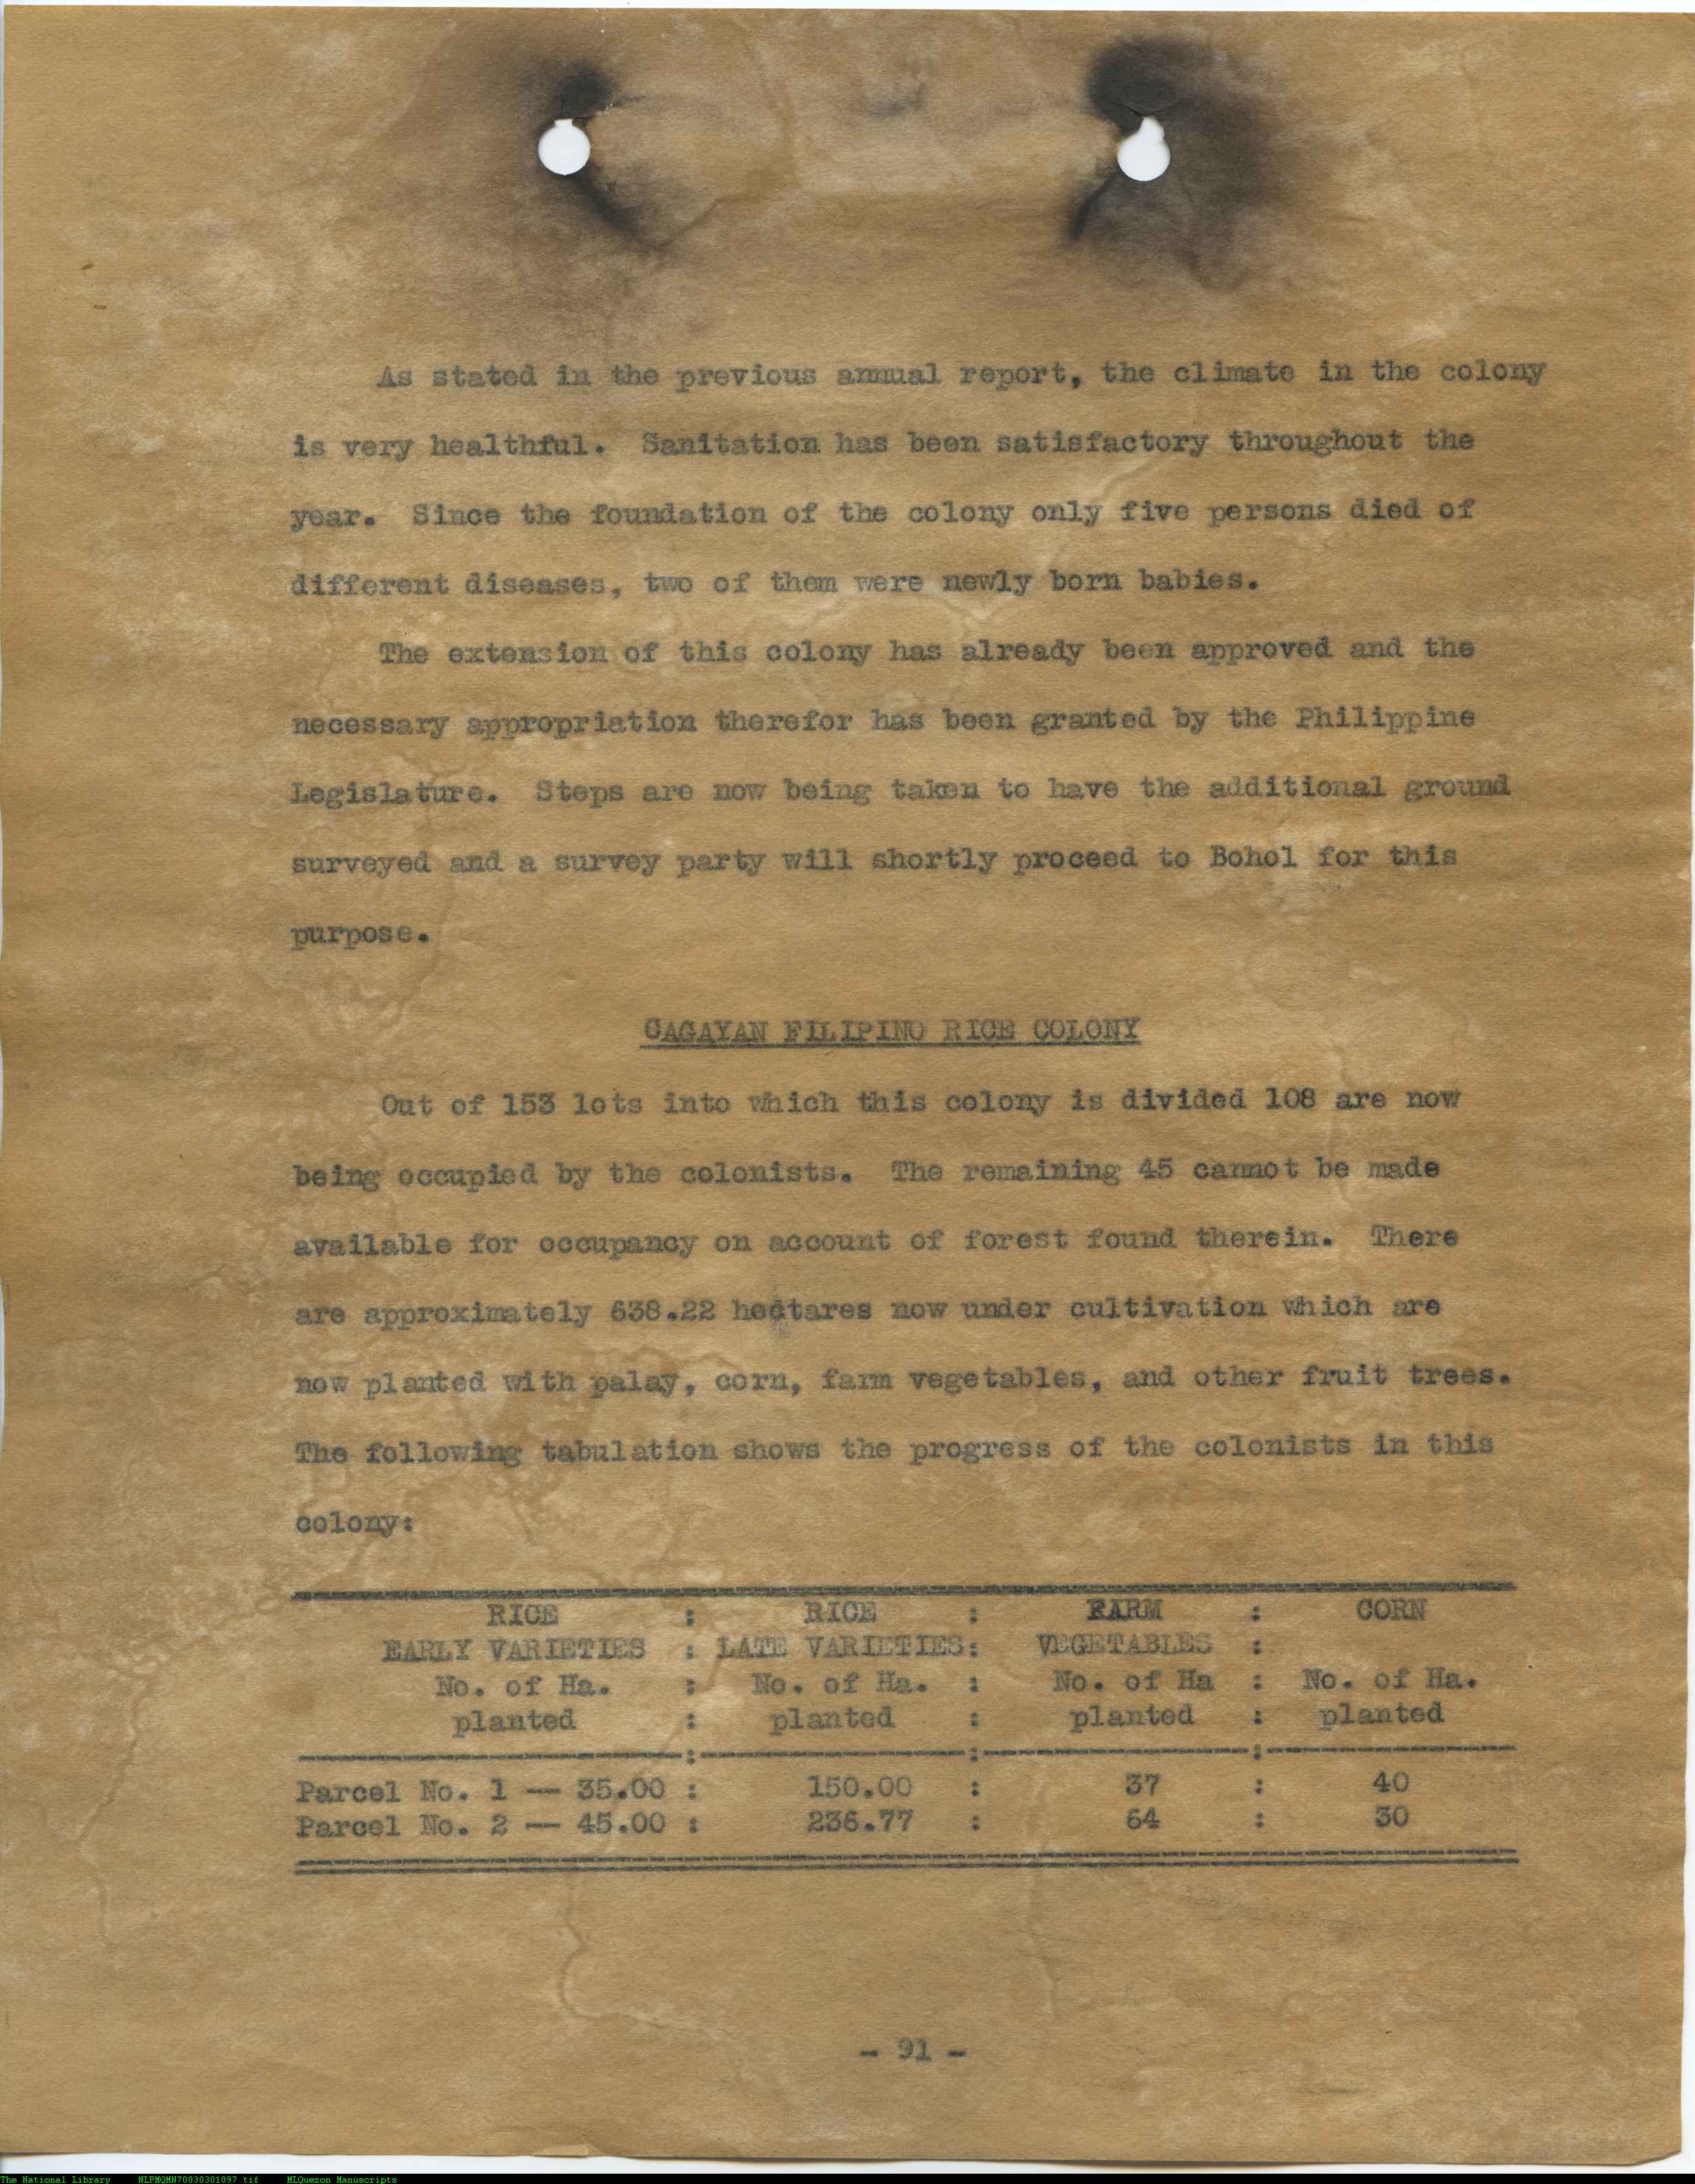 As stated in the previous annual report, the climate in the colony
is very healthful. Sanitation has been satisfactory throughout the
year. Since the foundation of the colony only five persons died of
different diseases, two of them were newly born babies.
The extension of this colony has already been approved and the
necessary appropriation therefor has been granted by the Philippine
Legislature. Steps are now being taken to have the additional ground
surveyed and a survey party will shortly proceed to Bohol for this
purpose.
CAGAYAN FILIPINO RICE COLONY
Out of 153 lots into which this colony is divided 108 are now
being occupied by the colonists. The remaining 45 cannot be made
available for occupancy on account of forest found therein. There
are approximately 638.22 hectares now under cultivation which are
now planted with palay, corn, farm vegetables, and other fruit trees.
The following tabulation shows the progress of the colonists in this
colony:
RICE : RICE : FARM : CORN
EARLY VARIETIES : LATE VARIETIES: VEGETABLES :
No. of Ha. : No. of Ha. : No. of Ha : No. of Ha.
planted : planted : planted : planted
Parcel No. 1 -- 35.00 : 150.00 : 37 : 40
Parcel No. 2 -- 45.00 : 236.77 : 64 : 30
- 91 -
The National Library NLPMQMN70030301097.tif MLQuezon Manuscripts